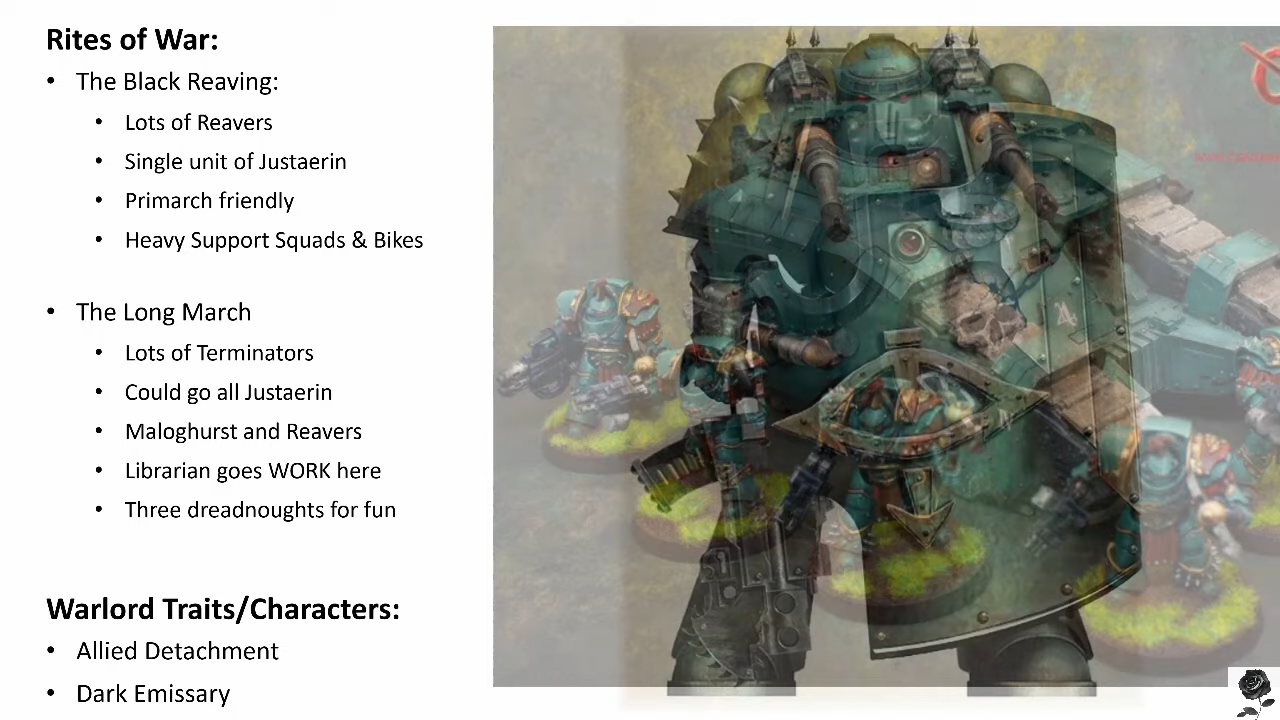 Rites of War:
• The Black Reaving:
• Lots of Reavers
• Single unit of Justaerin
• Primarch friendly
• Heavy Support Squads & Bikes
• The Long March
• Lots of Terminators
• Could go all Justaerin
• Maloghurst and Reavers
• Librarian goes WORK here
• Three dreadnoughts for fun
Warlord Traits/Characters:
• Allied Detachment
• Dark Emissary